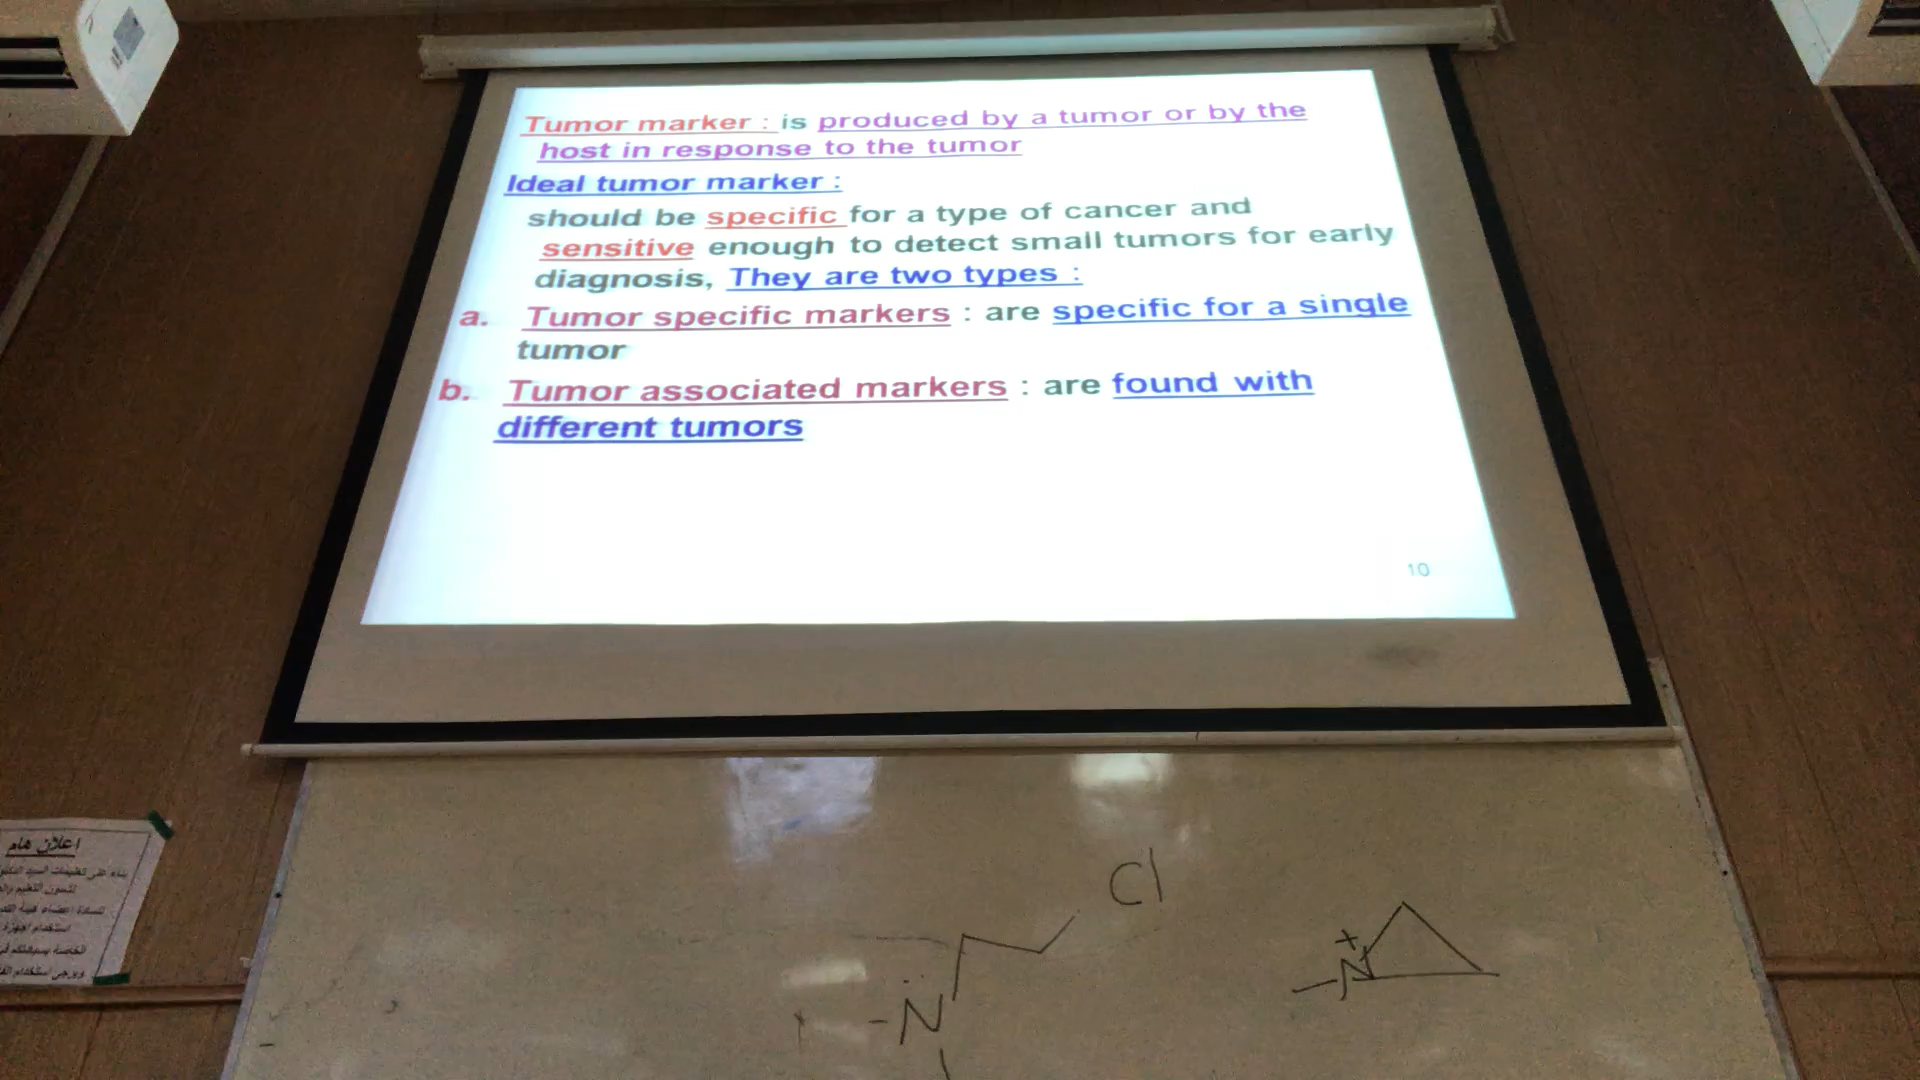 Tumor marker : is produced by a tumor or by the
host in response to the tumor
Ideal tumor marker :
should be specific for a type of cancer and
sensitive enough to detect small tumors for early
diagnosis, They are two types :
a. Tumor specific markers : are specific for a single
tumor
b. Tumor associated markers : are found with
different tumors
10
اعلان هام
Cl
N
+
N